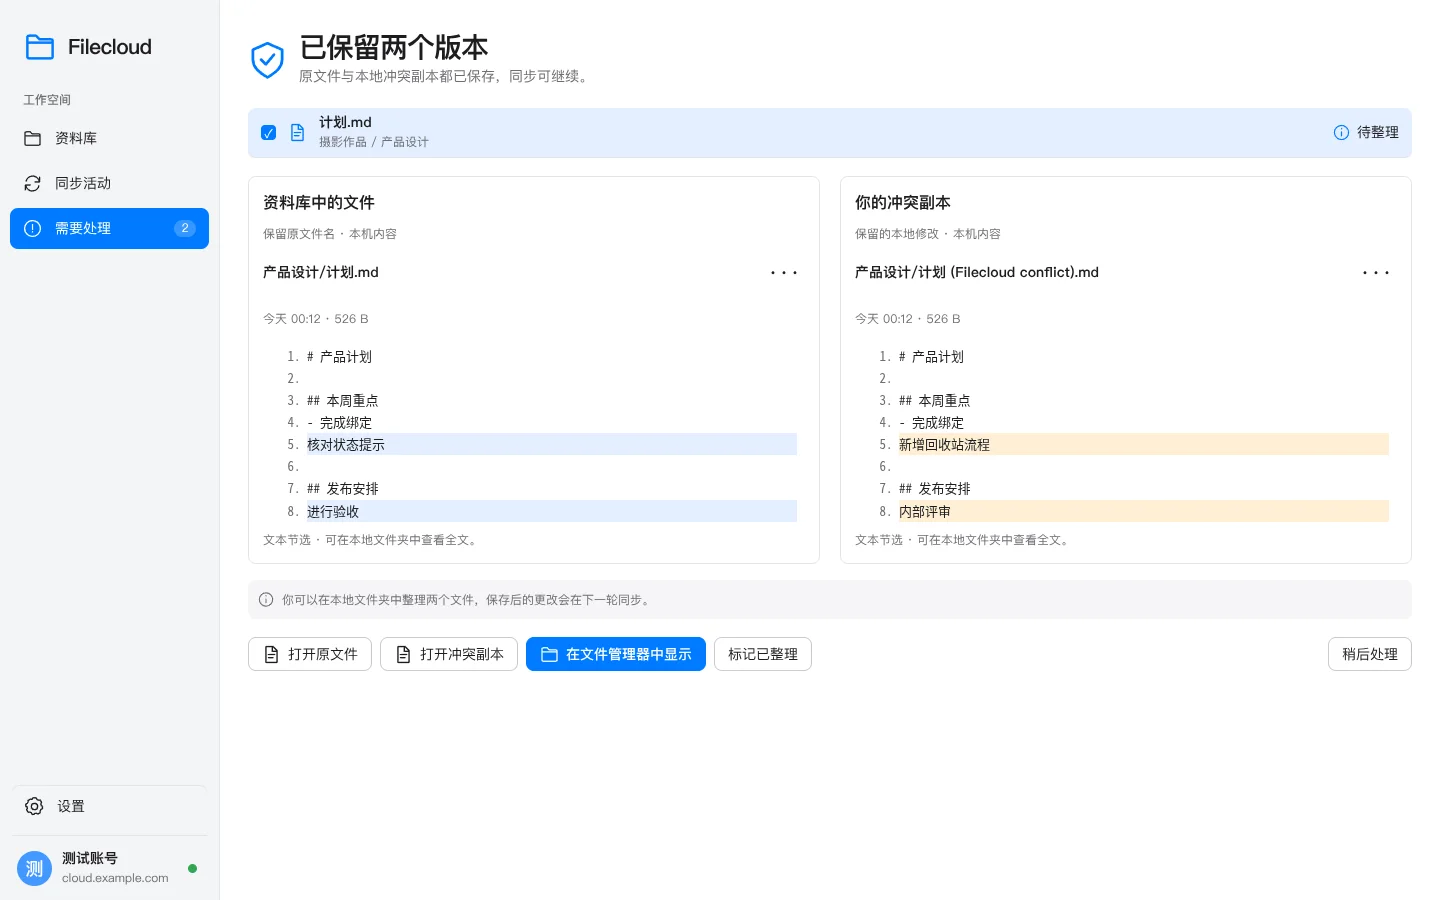 Filecloud
工作空间
资料库
同步活动
需要处理 2
设置
测
测试账号
cloud.example.com
已保留两个版本
原文件与本地冲突副本都已保存，同步可继续。
计划.md
摄影作品 / 产品设计
待整理
资料库中的文件
保留原文件名 · 本机内容
产品设计/计划.md
今天 00:12 · 526 B
1. # 产品计划
2.
3. ## 本周重点
4. - 完成绑定
5. 核对状态提示
6.
7. ## 发布安排
8. 进行验收
文本节选 · 可在本地文件夹中查看全文。
你的冲突副本
保留的本地修改 · 本机内容
产品设计/计划 (Filecloud conflict).md
今天 00:12 · 526 B
1. # 产品计划
2.
3. ## 本周重点
4. - 完成绑定
5. 新增回收站流程
6.
7. ## 发布安排
8. 内部评审
文本节选 · 可在本地文件夹中查看全文。
你可以在本地文件夹中整理两个文件，保存后的更改会在下一轮同步。
打开原文件
打开冲突副本
在文件管理器中显示
标记已整理
稍后处理